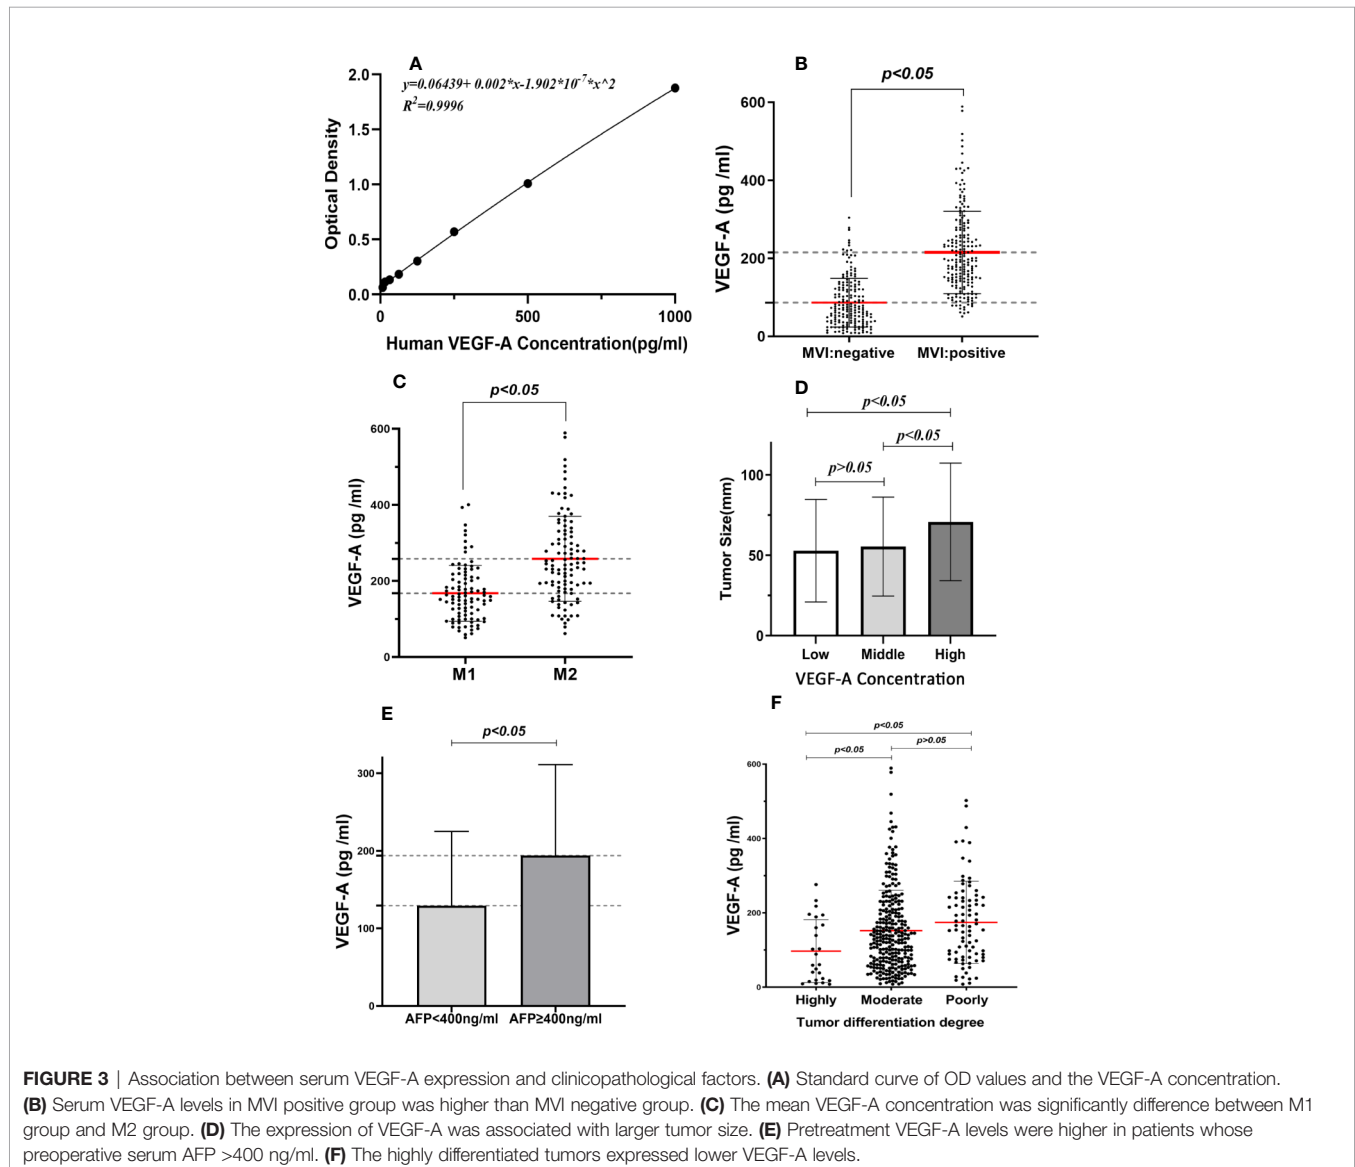 A
y=0.06439+ 0.002*x-1.902*10-7*x^2
R2=0.9996
2.0
1.5
1.0
0.5
0.0
Optical Density
0
500
1000
Human VEGF-A Concentration(pg/ml)
B
p<0.05
600
400
200
0
VEGF-A (pg /ml)
MVI:negative
MVI:positive
C
p<0.05
600
400
200
0
VEGF-A (pg /ml)
M1
M2
D
p<0.05
p<0.05
p>0.05
100
50
0
Tumor Size(mm)
Low
Middle
High
VEGF-A Concentration
E
p<0.05
300
200
100
0
VEGF-A (pg /ml)
AFP<400ng/ml
AFP≥400ng/ml
F
p<0.05
p<0.05
p>0.05
600
400
200
0
VEGF-A (pg /ml)
Highly
Moderate
Poorly
Tumor differentiation degree
FIGURE 3 | Association between serum VEGF-A expression and clinicopathological factors. (A) Standard curve of OD values and the VEGF-A concentration.
(B) Serum VEGF-A levels in MVI positive group was higher than MVI negative group. (C) The mean VEGF-A concentration was significantly difference between M1
group and M2 group. (D) The expression of VEGF-A was associated with larger tumor size. (E) Pretreatment VEGF-A levels were higher in patients whose
preoperative serum AFP >400 ng/ml. (F) The highly differentiated tumors expressed lower VEGF-A levels.